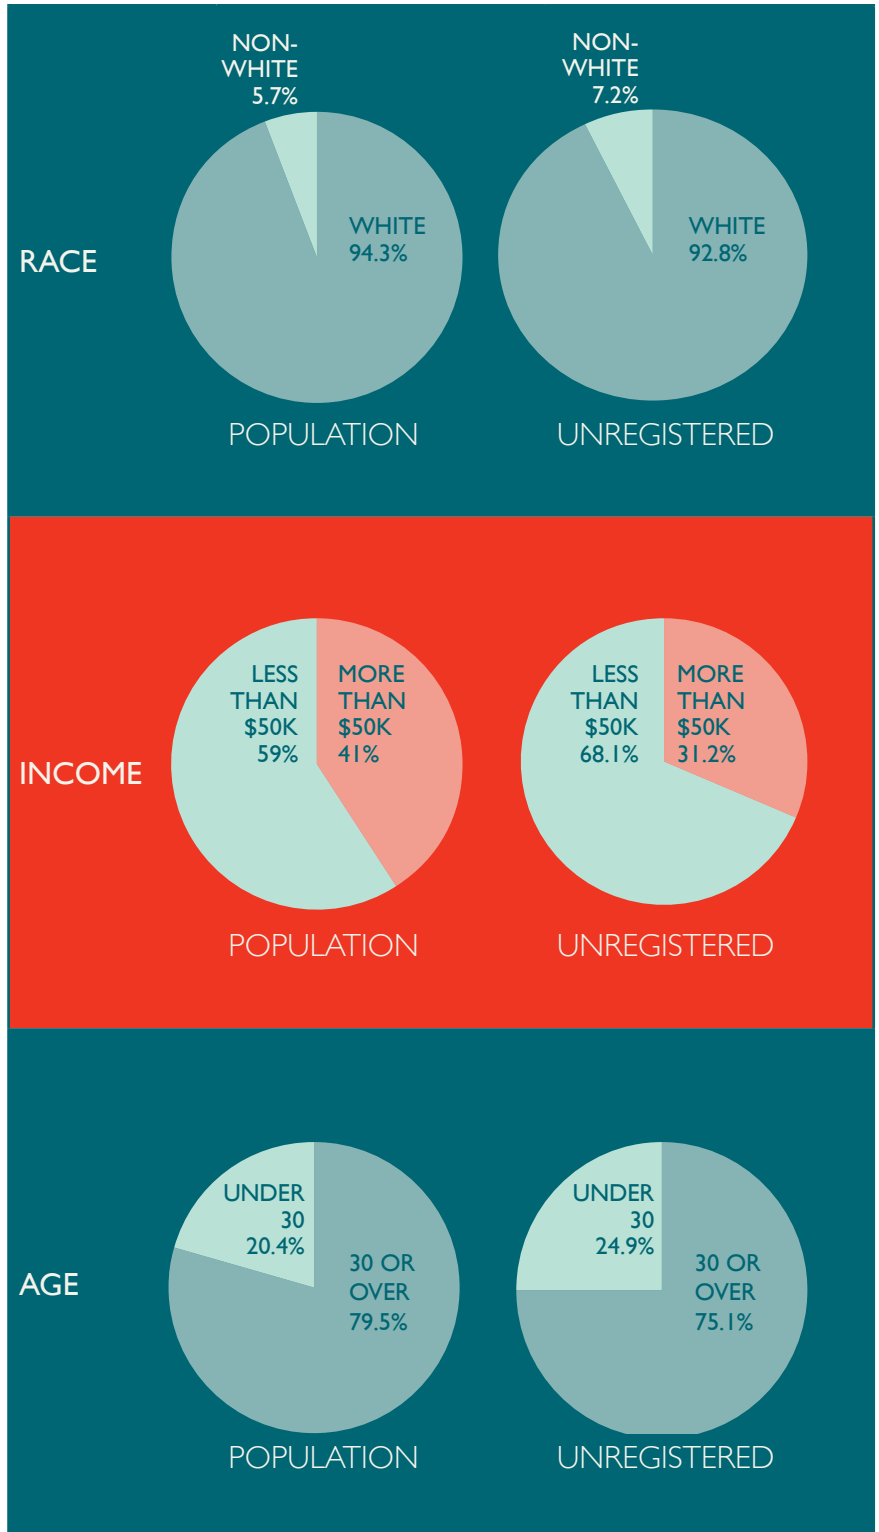 RACE
NON-
WHITE
5.7%
WHITE
94.3%
POPULATION
NON-
WHITE
7.2%
WHITE
92.8%
UNREGISTERED
INCOME
LESS
THAN
$50K
59%
MORE
THAN
$50K
41%
POPULATION
LESS
THAN
$50K
68.1%
MORE
THAN
$50K
31.2%
UNREGISTERED
AGE
UNDER
30
20.4%
30 OR
OVER
79.5%
POPULATION
UNDER
30
24.9%
30 OR
OVER
75.1%
UNREGISTERED